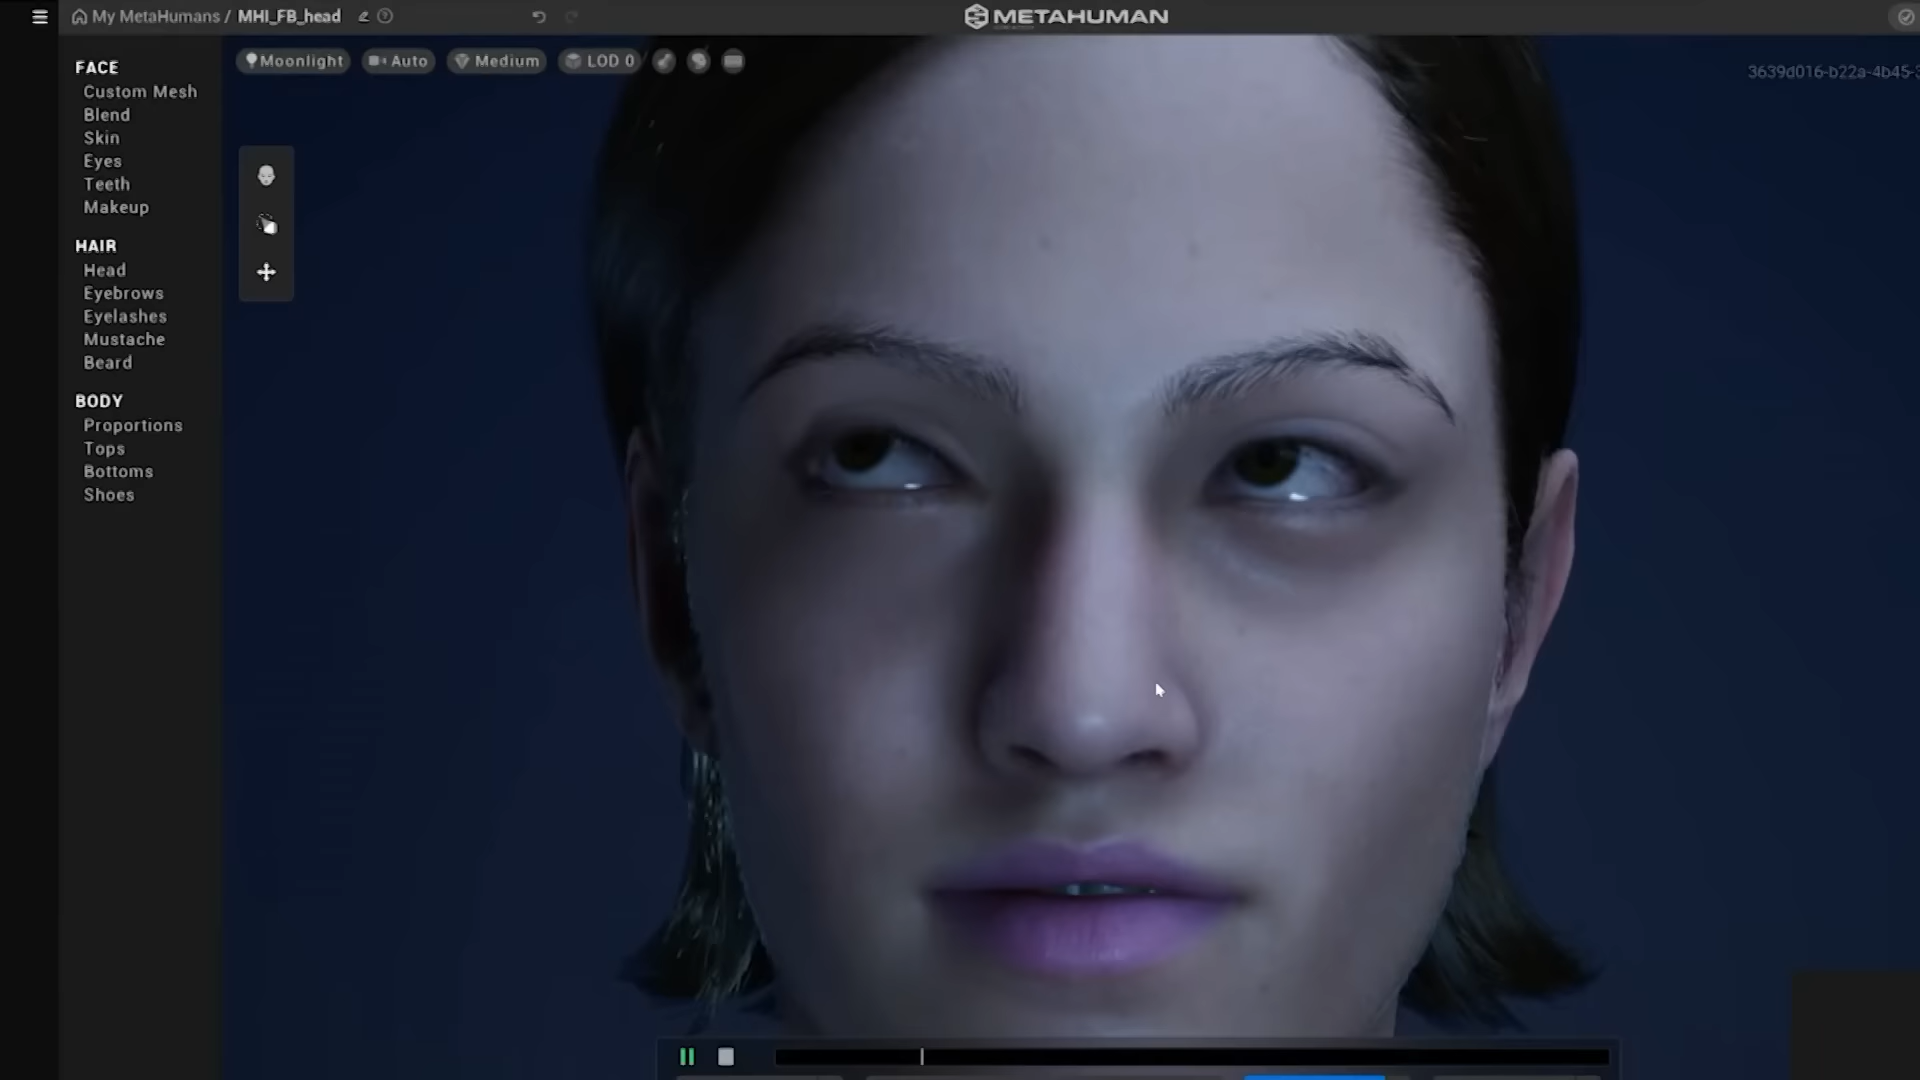 My MetaHumans / MHI_FB_head
METAHUMAN
Moonlight
Auto
Medium
LOD 0
FACE
Custom Mesh
Blend
Skin
Eyes
Teeth
Makeup
HAIR
Head
Eyebrows
Eyelashes
Mustache
Beard
BODY
Proportions
Tops
Bottoms
Shoes
3639d016-b22a-4b45-3